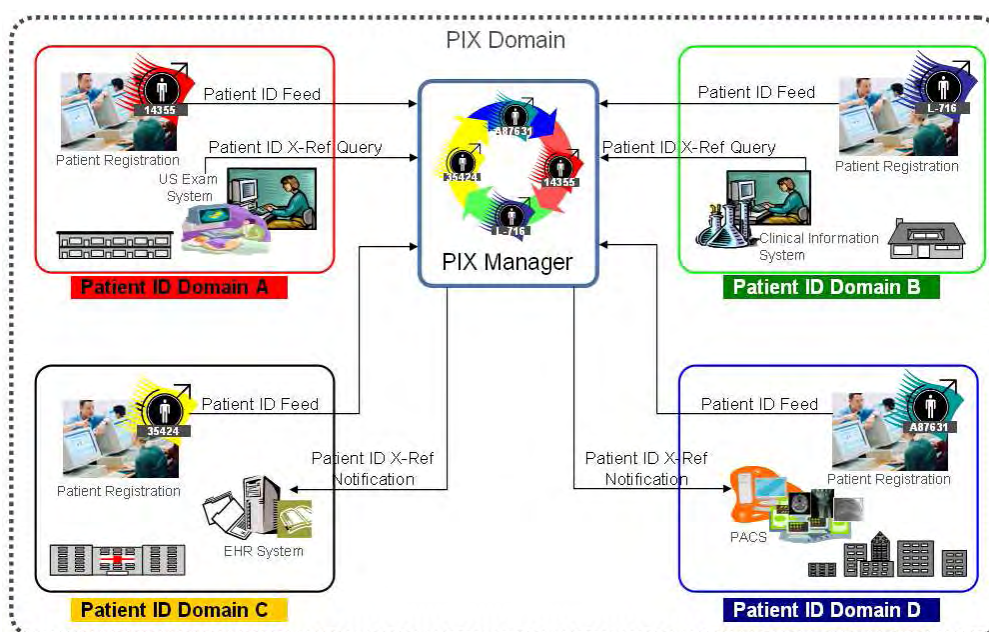 PIX Domain
14355
Patient ID Feed
Patient Registration
Patient ID X-Ref Query
US Exam
System
Patient ID Domain A
A87631
35424
14355
L-716
PIX Manager
Patient ID Feed
L-716
Patient Registration
Patient ID X-Ref Query
Clinical Information
System
Patient ID Domain B
35424
Patient ID Feed
Patient Registration
Patient ID X-Ref
Notification
EHR System
Patient ID Domain C
Patient ID Feed
A87631
Patient Registration
Patient ID X-Ref
Notification
PACS
Patient ID Domain D